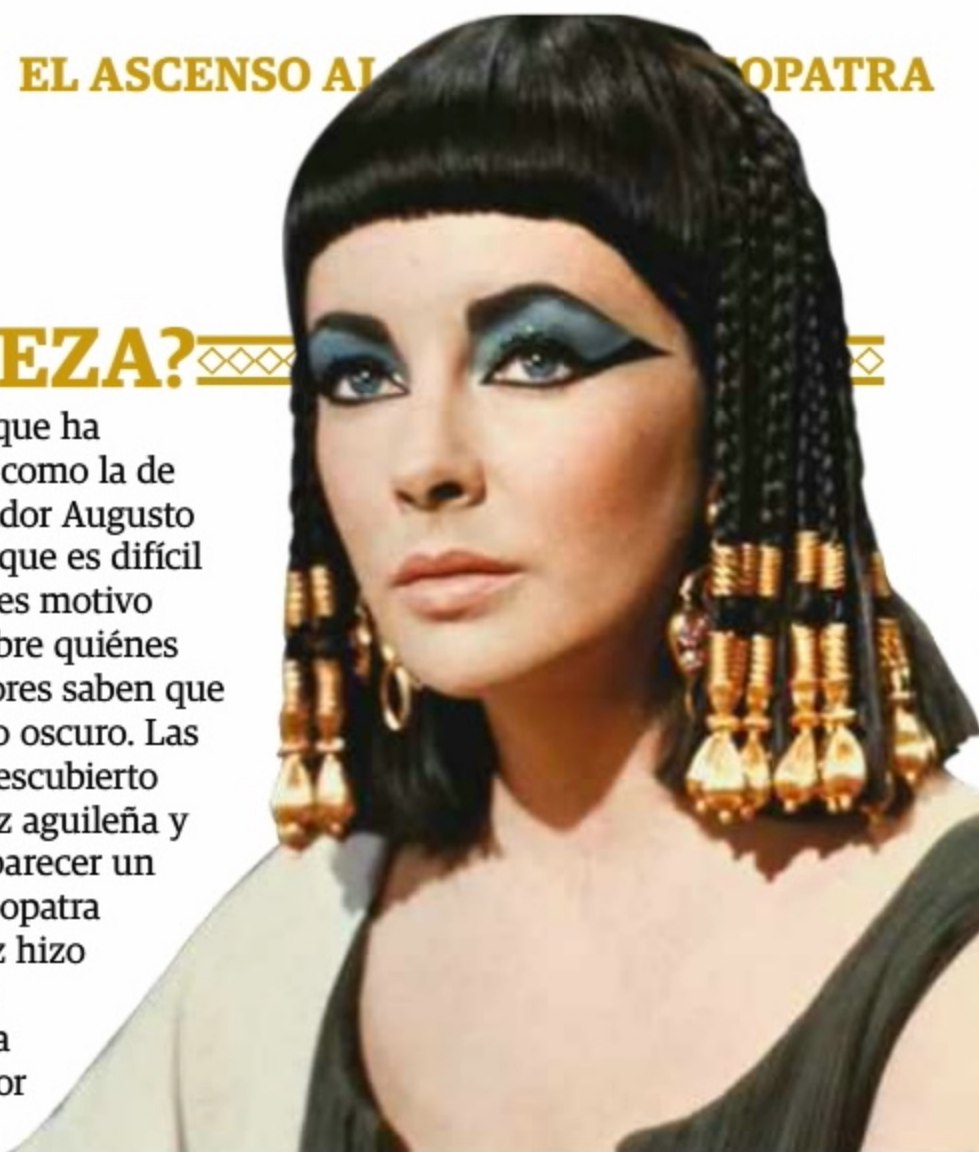 EL ASCENSO AL OPATRA
EZA?
que ha
como la de
dor Augusto
que es difícil
es motivo
bre quiénes
ores saben que
o oscuro. Las
escubierto
z aguileña y
parecer un
opatra
z hizo
a
or